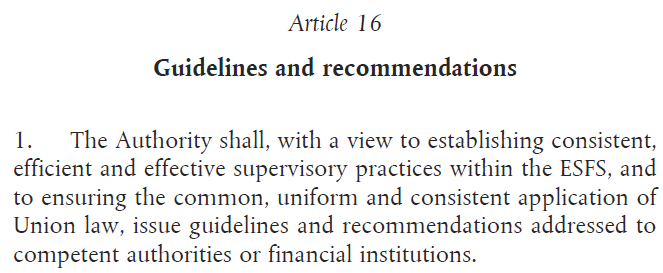 Article 16
Guidelines and recommendations
1. The Authority shall, with a view to establishing consistent,
efficient and effective supervisory practices within the ESFS, and
to ensuring the common, uniform and consistent application of
Union law, issue guidelines and recommendations addressed to
competent authorities or financial institutions.